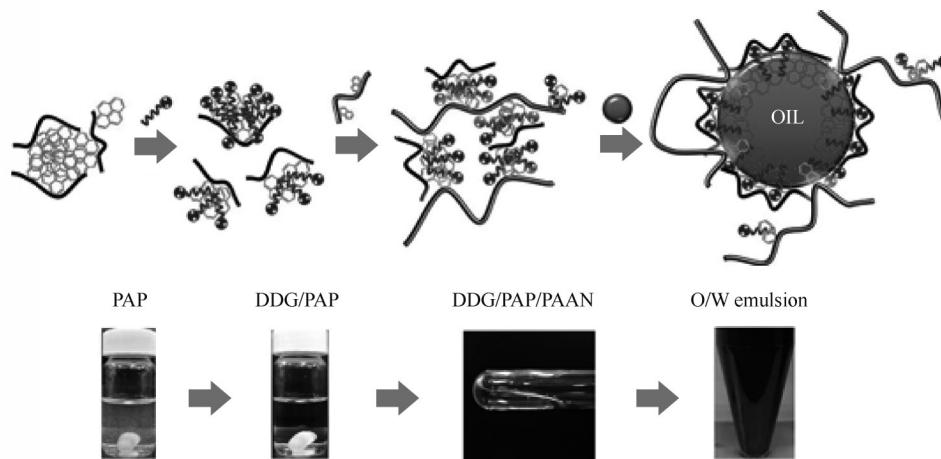 OIL
PAP
DDG/PAP
DDG/PAP/PAAN
O/W emulsion